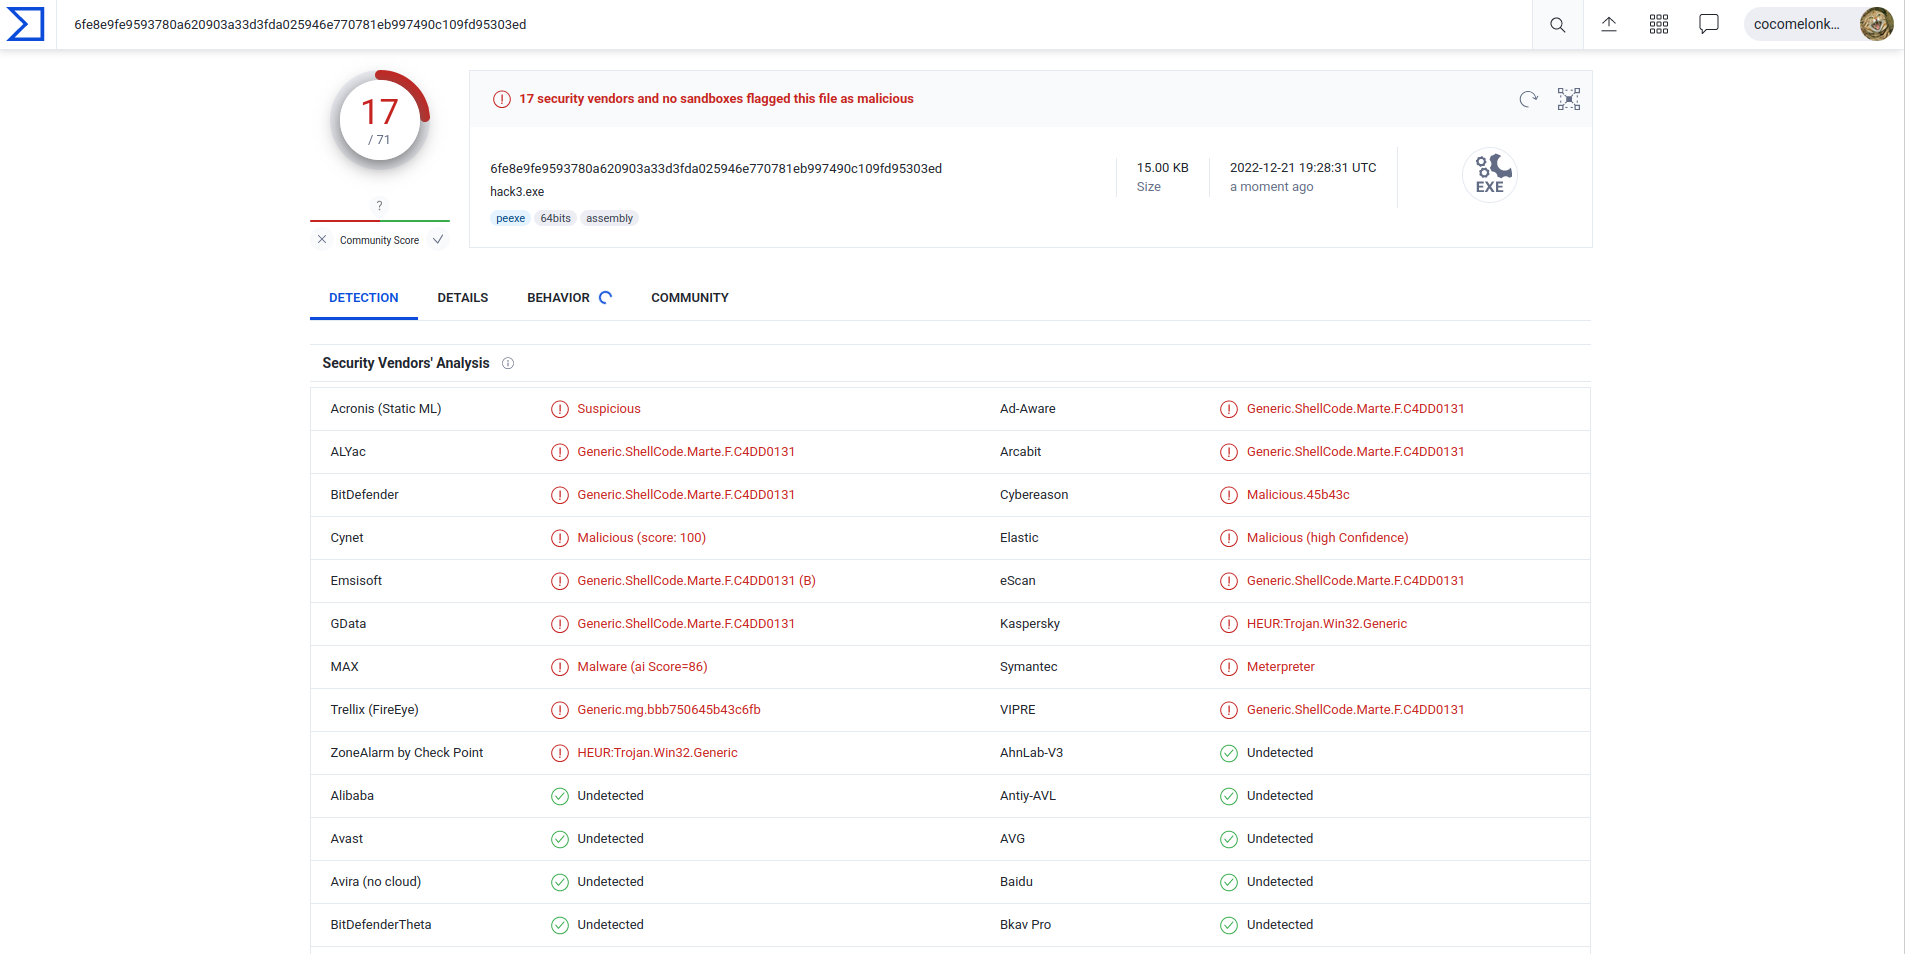 6fe8e9fe9593780a620903a33d3fda025946e770781eb997490c109fd95303ed
cocomelonk...
17
/ 71
?
Community Score
17 security vendors and no sandboxes flagged this file as malicious
6fe8e9fe9593780a620903a33d3fda025946e770781eb997490c109fd95303ed
hack3.exe
peexe 64bits assembly
15.00 KB
Size
2022-12-21 19:28:31 UTC
a moment ago
EXE
DETECTION DETAILS BEHAVIOR COMMUNITY
Security Vendors' Analysis
Acronis (Static ML) Suspicious Ad-Aware Generic.ShellCode.Marte.F.C4DD0131
ALYac Generic.ShellCode.Marte.F.C4DD0131 Arcabit Generic.ShellCode.Marte.F.C4DD0131
BitDefender Generic.ShellCode.Marte.F.C4DD0131 Cybereason Malicious.45b43c
Cynet Malicious (score: 100) Elastic Malicious (high Confidence)
Emsisoft Generic.ShellCode.Marte.F.C4DD0131 (B) eScan Generic.ShellCode.Marte.F.C4DD0131
GData Generic.ShellCode.Marte.F.C4DD0131 Kaspersky HEUR:Trojan.Win32.Generic
MAX Malware (ai Score=86) Symantec Meterpreter
Trellix (FireEye) Generic.mg.bbb750645b43c6fb VIPRE Generic.ShellCode.Marte.F.C4DD0131
ZoneAlarm by Check Point HEUR:Trojan.Win32.Generic AhnLab-V3 Undetected
Alibaba Undetected Antiy-AVL Undetected
Avast Undetected AVG Undetected
Avira (no cloud) Undetected Baidu Undetected
BitDefenderTheta Undetected Bkav Pro Undetected